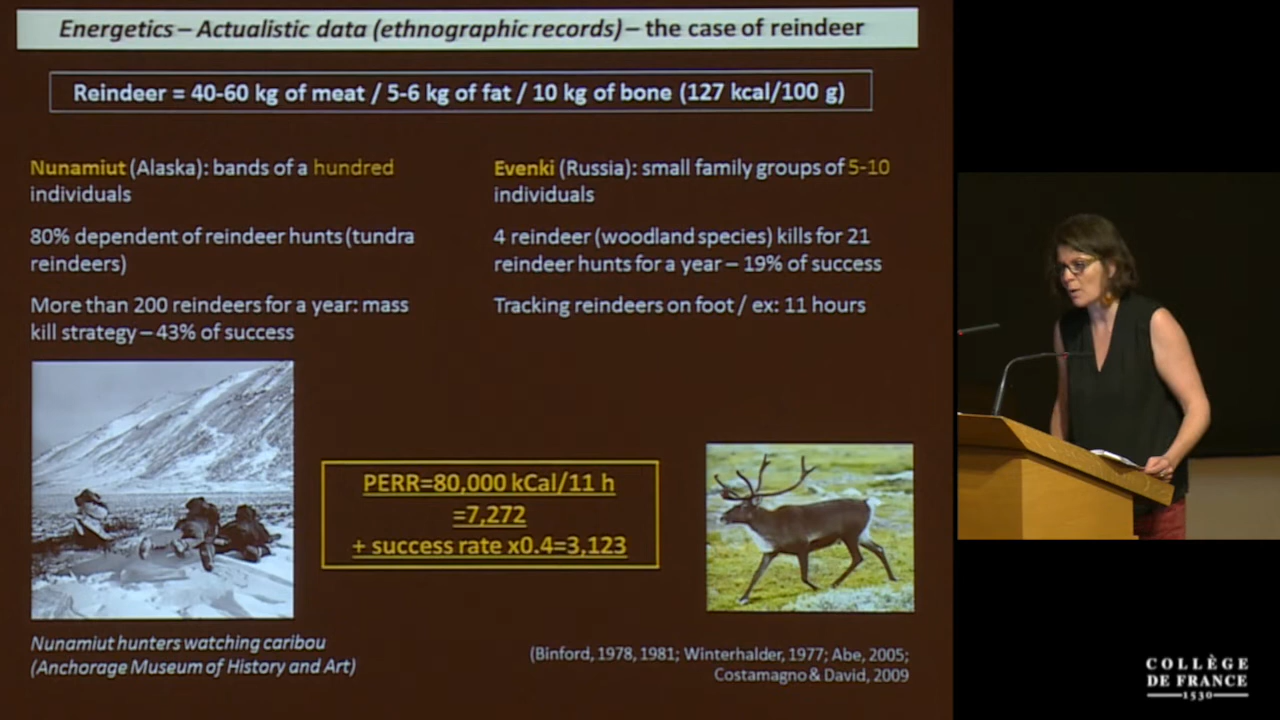 Energetics – Actualistic data (ethnographic records) – the case of reindeer
Reindeer = 40-60 kg of meat / 5-6 kg of fat / 10 kg of bone (127 kcal/100 g)
Nunamiut (Alaska): bands of a hundred
individuals
80% dependent of reindeer hunts (tundra
reindeers)
More than 200 reindeers for a year: mass
kill strategy – 43% of success
Evenki (Russia): small family groups of 5-10
individuals
4 reindeer (woodland species) kills for 21
reindeer hunts for a year – 19% of success
Tracking reindeers on foot / ex: 11 hours
PERR=80,000 kCal/11 h
=7,272
+ success rate x0.4=3,123
Nunamiut hunters watching caribou
(Anchorage Museum of History and Art)
(Binford, 1978, 1981; Winterhalder, 1977; Abe, 2005;
Costamagno & David, 2009
COLLÈGE
DE FRANCE
1530